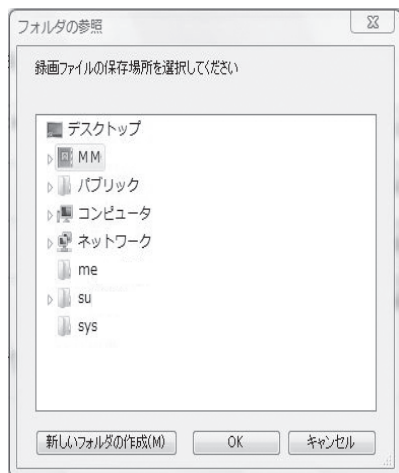 フォルダの参照
録画ファイルの保存場所を選択してください
デスクトップ
MM
パブリック
コンピュータ
ネットワーク
me
su
sys
新しいフォルダの作成(M) OK キャンセル